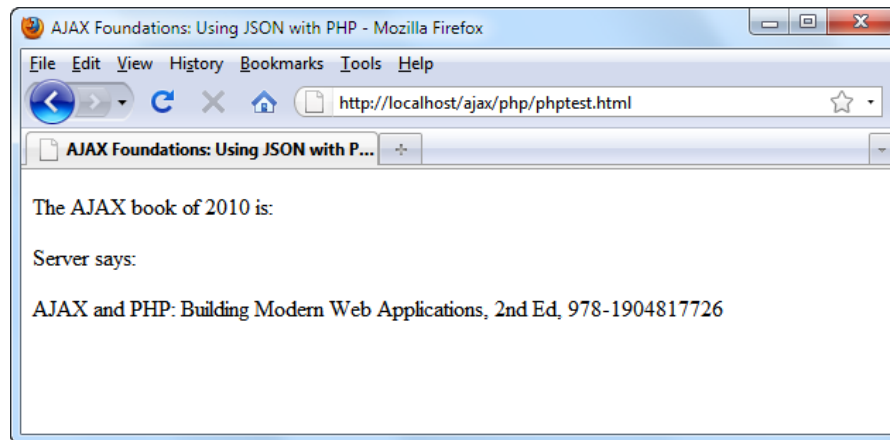 AJAX Foundations: Using JSON with PHP - Mozilla Firefox
File Edit View History Bookmarks Tools Help
http://localhost/ajax/php/phptest.html
AJAX Foundations: Using JSON with P...
The AJAX book of 2010 is:
Server says:
AJAX and PHP: Building Modern Web Applications, 2nd Ed, 978-1904817726